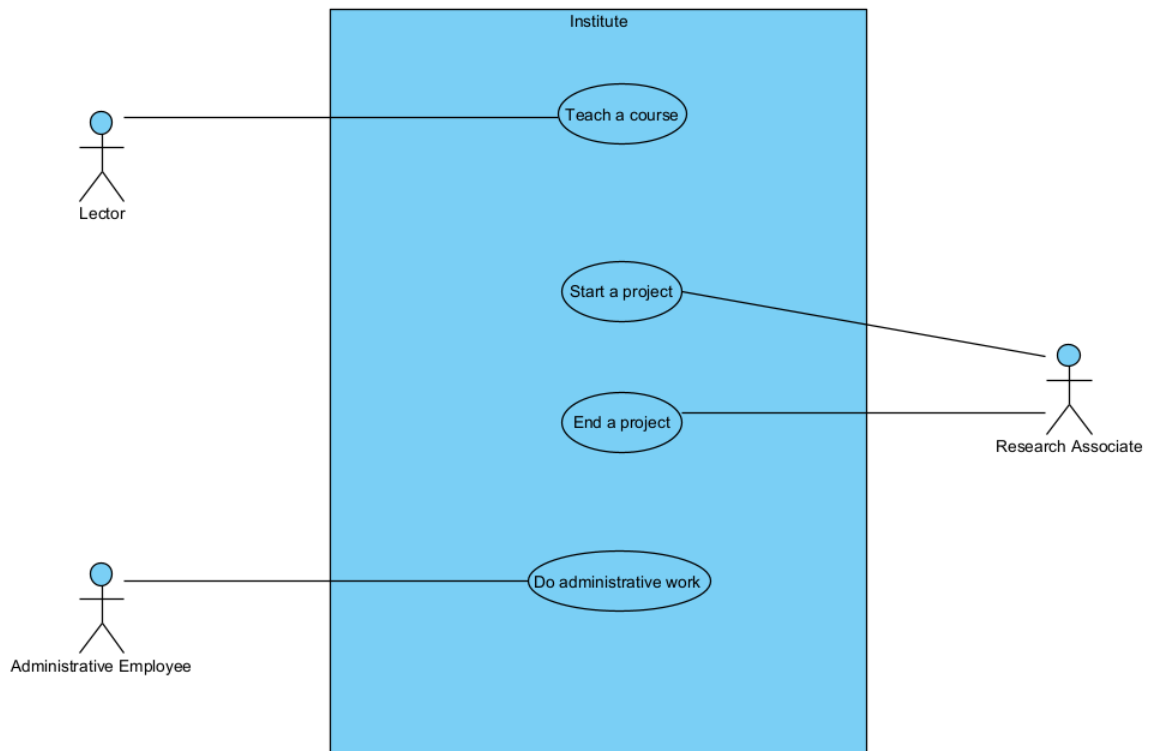 Institute
Teach a course
Lector
Start a project
End a project
Research Associate
Do administrative work
Administrative Employee